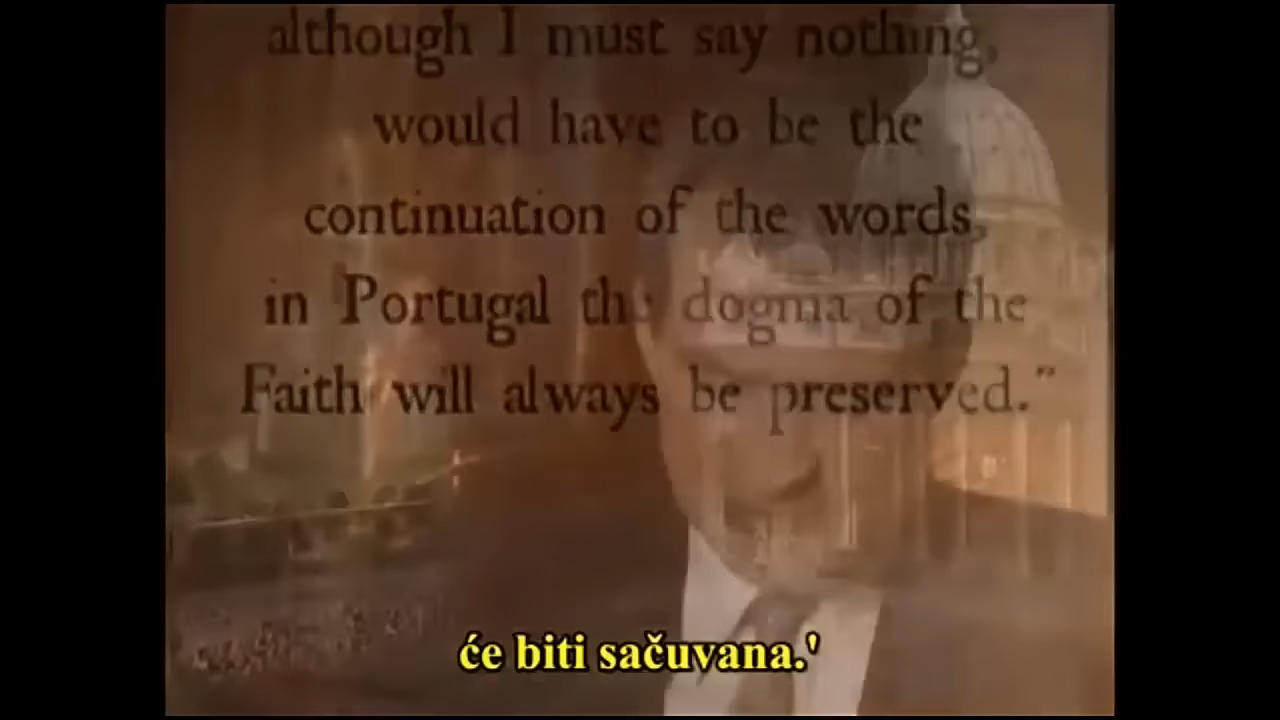 although I must say nothing,
would have to be the
continuation of the words,
in Portugal the dogma of the
Faith will always be preserved."
će biti sačuvana.'